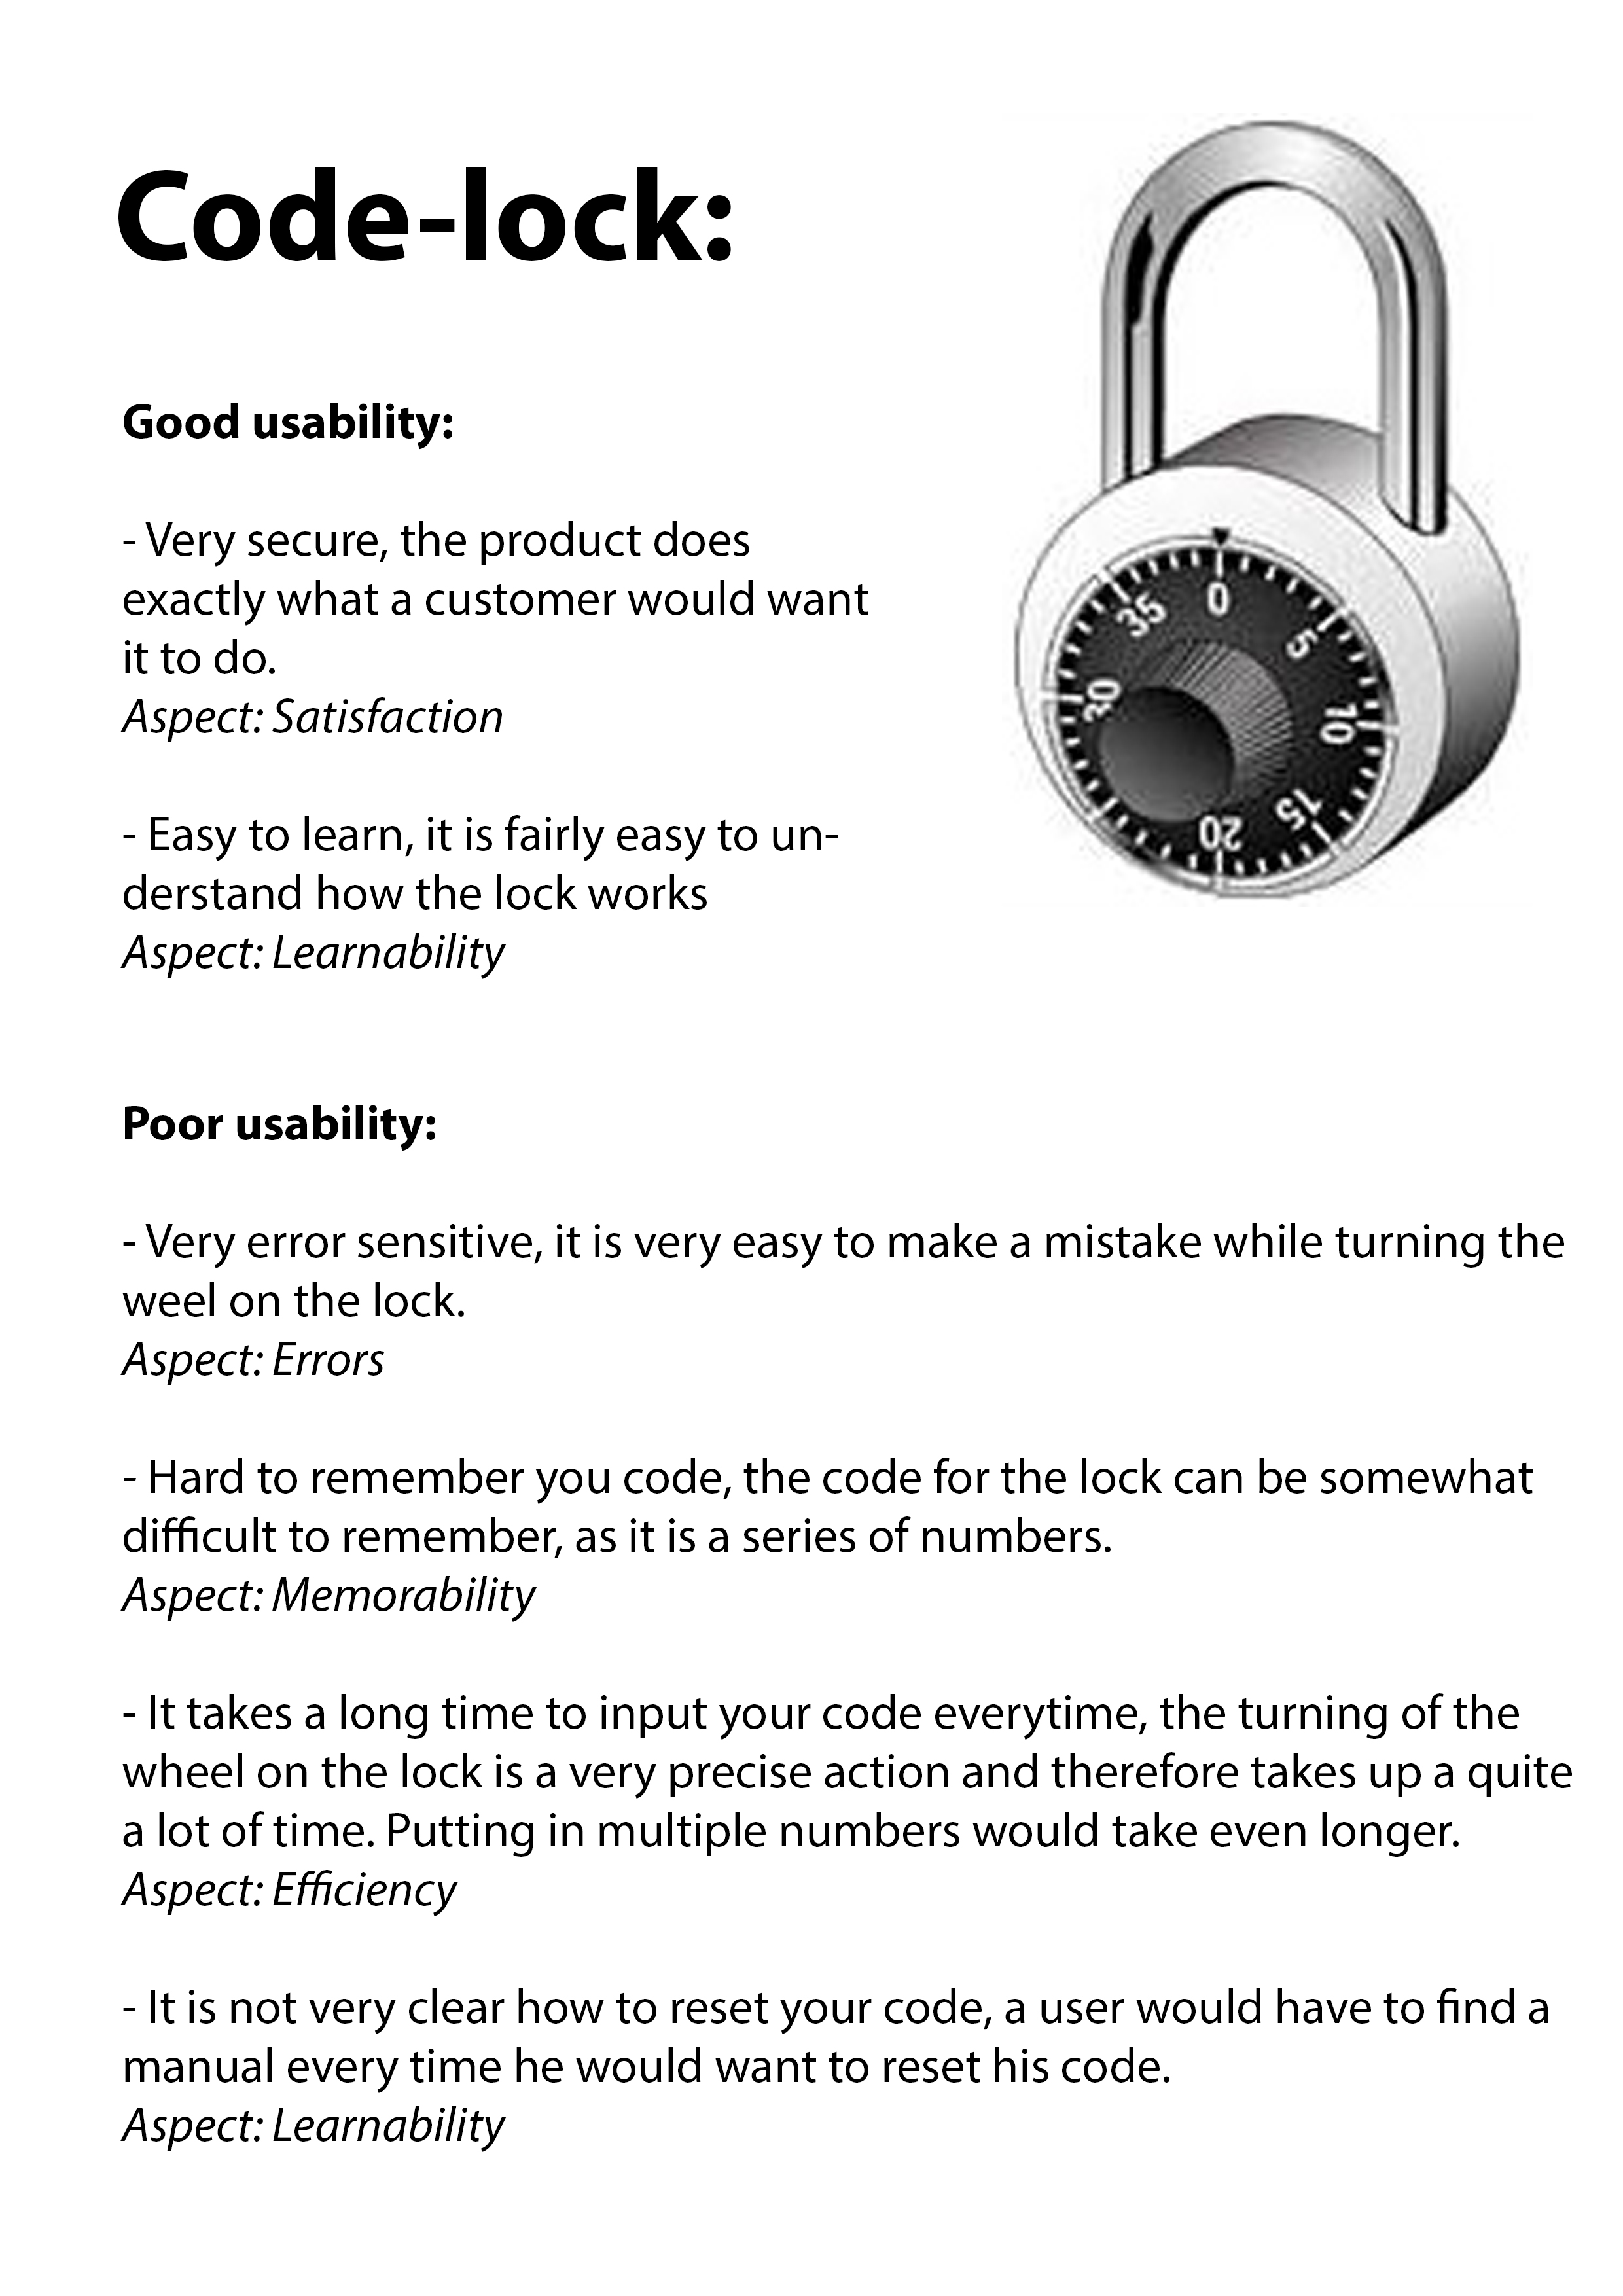 Code-lock:
Good usability:
- Very secure, the product does
exactly what a customer would want
it to do.
Aspect: Satisfaction
- Easy to learn, it is fairly easy to un-
derstand how the lock works
Aspect: Learnability
0
5
10
15
20
30
35
Poor usability:
- Very error sensitive, it is very easy to make a mistake while turning the
weel on the lock.
Aspect: Errors
- Hard to remember you code, the code for the lock can be somewhat
difficult to remember, as it is a series of numbers.
Aspect: Memorability
- It takes a long time to input your code everytime, the turning of the
wheel on the lock is a very precise action and therefore takes up a quite
a lot of time. Putting in multiple numbers would take even longer.
Aspect: Efficiency
- It is not very clear how to reset your code, a user would have to find a
manual every time he would want to reset his code.
Aspect: Learnability